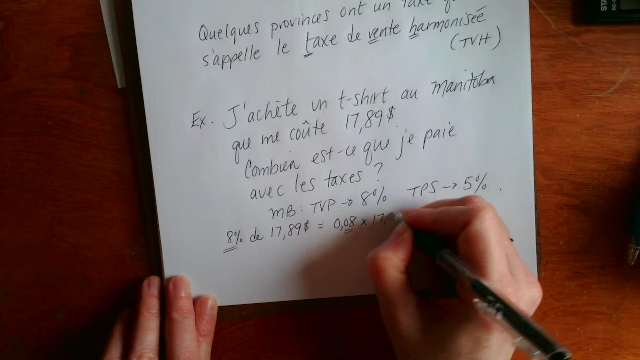 Quelques provinces ont un taxe
s'appelle le taxe de vente harmonisée
(TVH)
Ex. J'achète un t-shirt au manitoba
que me coûte 17,89$
Combien est-ce que je paie
avec les taxes ?
MB : TVP → 8% TPS → 5%.
8% de 17,89$ = 0,08 x 17,